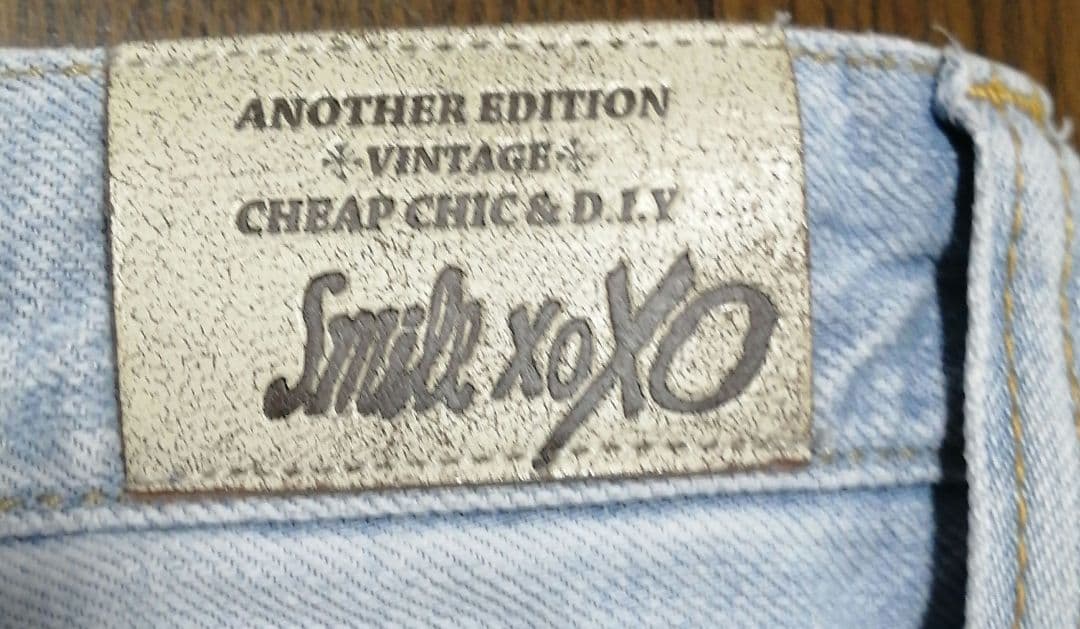 ANOTHER EDITION
VINTAGE
CHEAP CHIC & D.I.Y
Smile xoXO